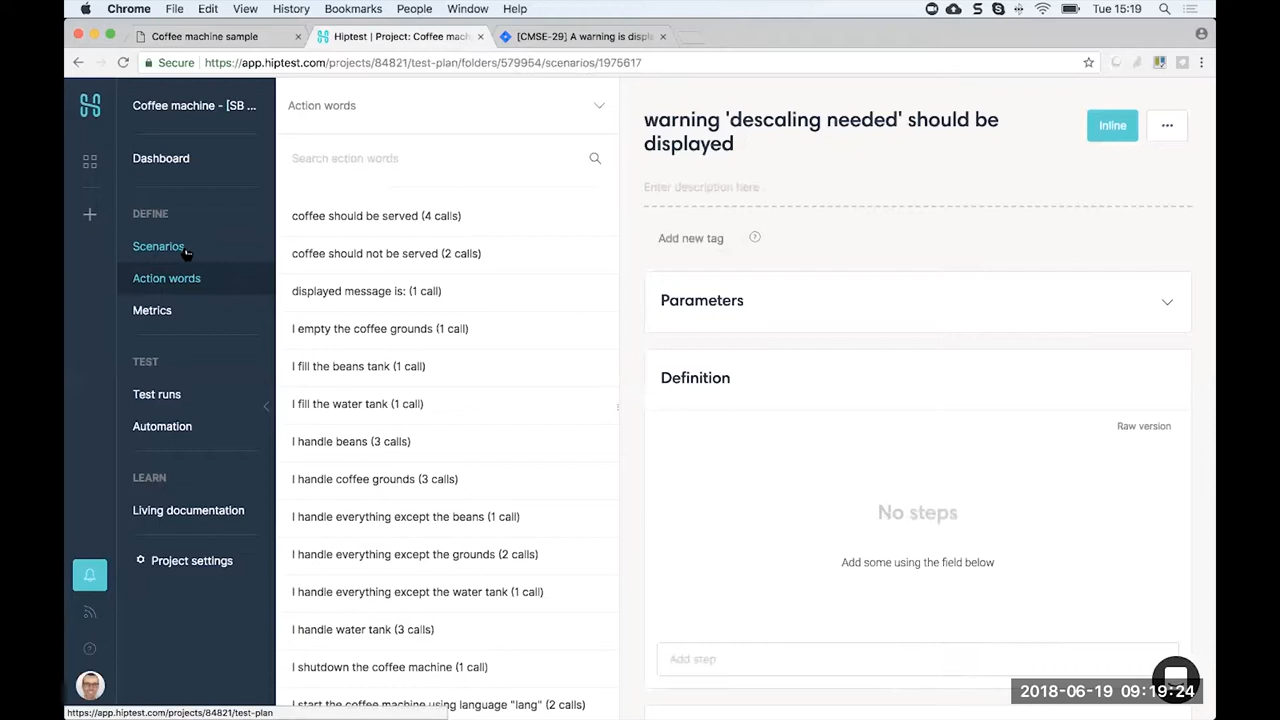 Chrome File Edit View History Bookmarks People Window Help Tue 15:19
Coffee machine sample
Hiptest | Project: Coffee mach
[CMSE-29] A warning is displa
Secure https://app.hiptest.com/projects/84821/test-plan/folders/579954/scenarios/1975617
Coffee machine - [SB ...
Dashboard
DEFINE
Scenarios
Action words
Metrics
TEST
Test runs
Automation
LEARN
Living documentation
Project settings
Action words
Search action words
coffee should be served (4 calls)
coffee should not be served (2 calls)
displayed message is: (1 call)
I empty the coffee grounds (1 call)
I fill the beans tank (1 call)
I fill the water tank (1 call)
I handle beans (3 calls)
I handle coffee grounds (3 calls)
I handle everything except the beans (1 call)
I handle everything except the grounds (2 calls)
I handle everything except the water tank (1 call)
I handle water tank (3 calls)
I shutdown the coffee machine (1 call)
I start the coffee machine using language "lang" (2 calls)
warning 'descaling needed' should be
displayed
Inline
Enter description here
Add new tag
Parameters
Definition
Raw version
No steps
Add some using the field below
Add step
2018-06-19 09:19:24
https://app.hiptest.com/projects/84821/test-plan